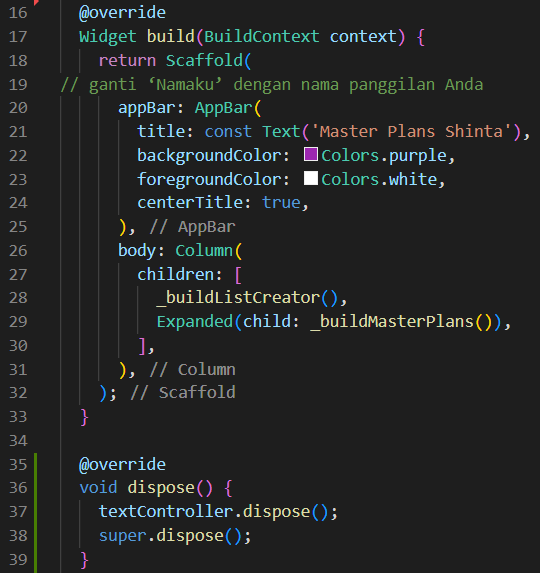 16 @override
17 Widget build(BuildContext context) {
18 return Scaffold(
19 // ganti ‘Namaku’ dengan nama panggilan Anda
20 appBar: AppBar(
21 title: const Text('Master Plans Shinta'),
22 backgroundColor: Colors.purple,
23 foregroundColor: Colors.white,
24 centerTitle: true,
25 ), // AppBar
26 body: Column(
27 children: [
28 _buildListCreator(),
29 Expanded(child: _buildMasterPlans()),
30 ],
31 ), // Column
32 ); // Scaffold
33 }
34
35 @override
36 void dispose() {
37 textController.dispose();
38 super.dispose();
39 }